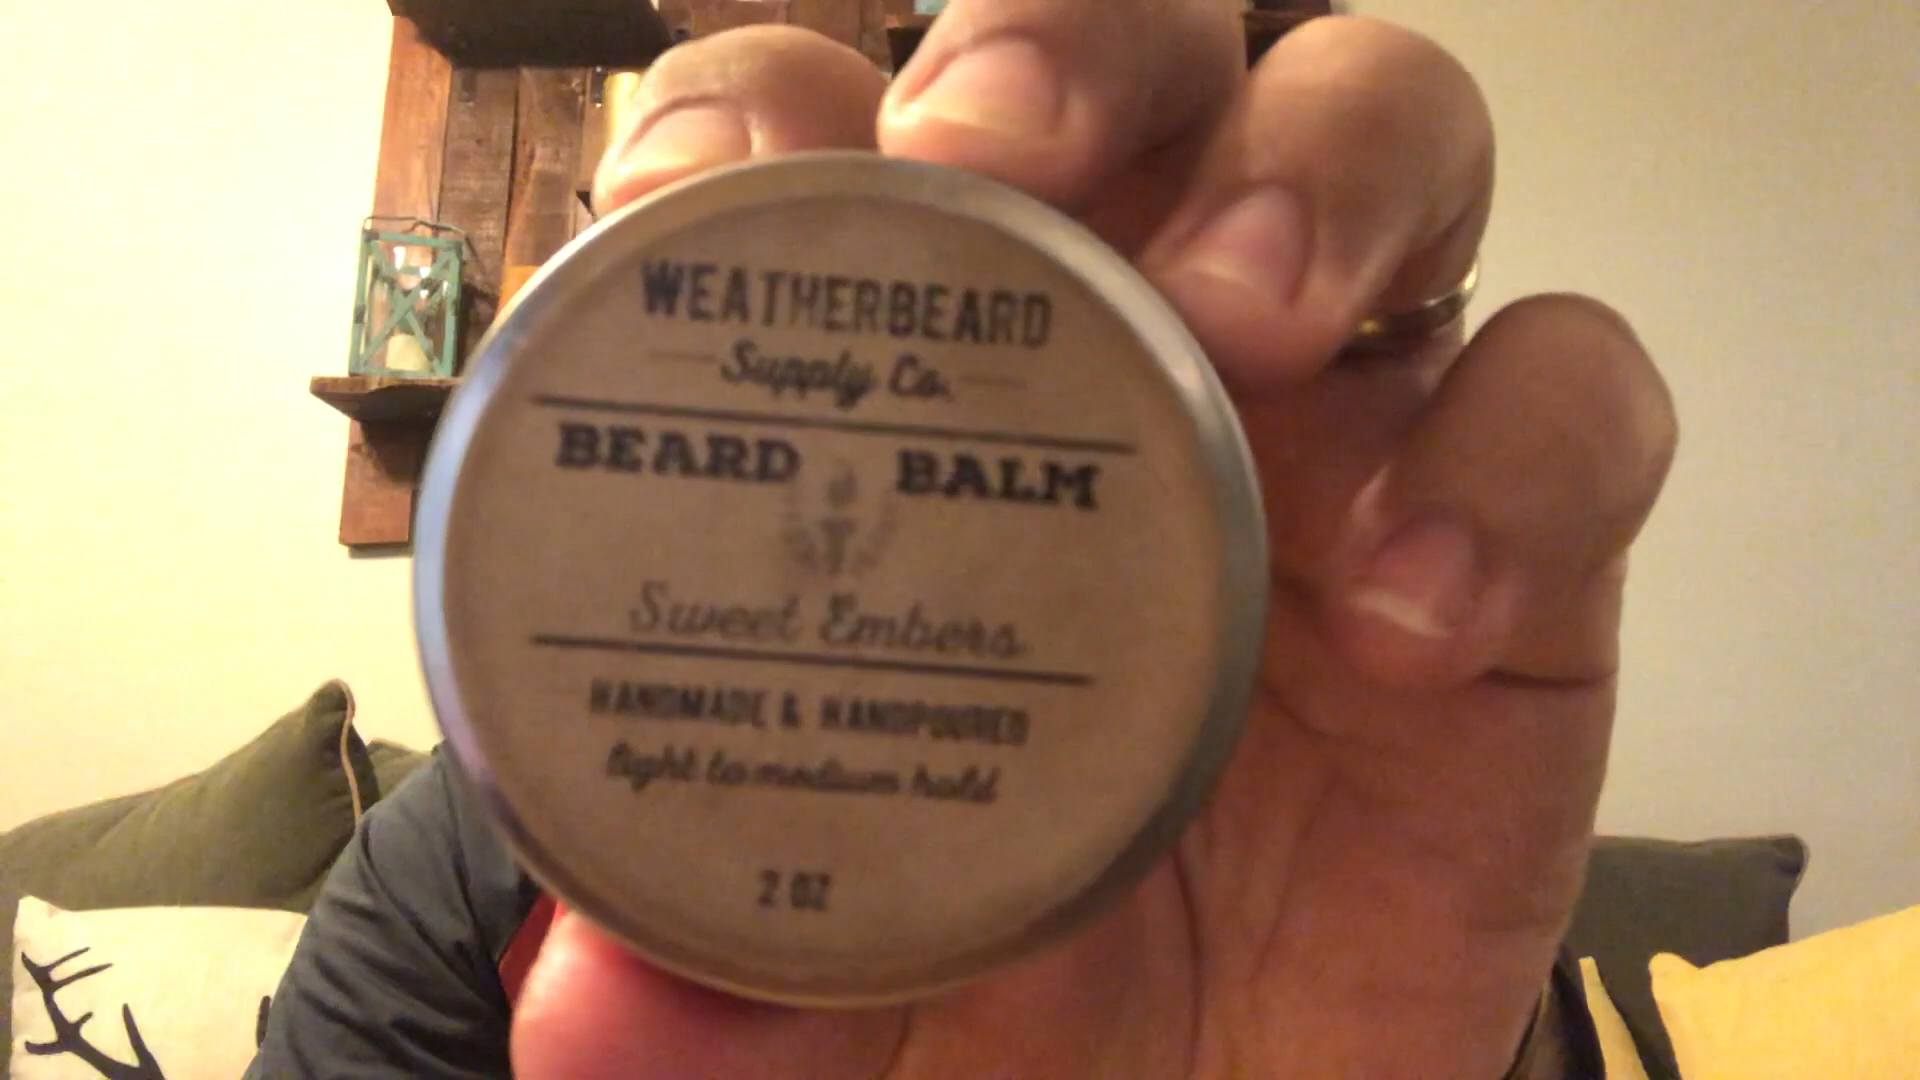 WEATHERBEARD
Supply Co.
BEARD BALM
Sweet Embers
HANDMADE & HANDPOURED
light to medium hold
2 OZ